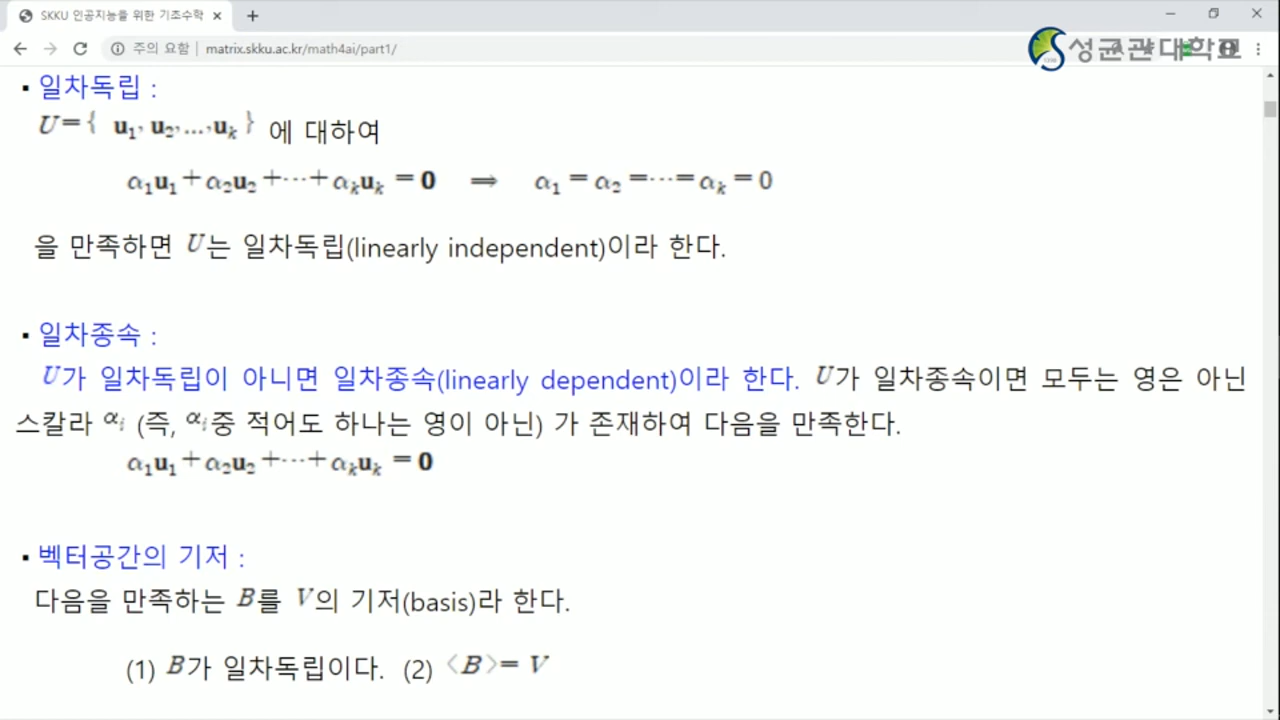 SKKU 인공지능을 위한 기초수학
주의 요함 | matrix.skku.ac.kr/math4ai/part1/
성균관대학교
▪ 일차독립 :
U={ u₁, u₂,...,uₖ } 에 대하여
α₁u₁+α₂u₂+⋯+αₖuₖ = 0 ⟹ α₁=α₂=⋯=αₖ=0
을 만족하면 U는 일차독립(linearly independent)이라 한다.
▪ 일차종속 :
U가 일차독립이 아니면 일차종속(linearly dependent)이라 한다. U가 일차종속이면 모두는 영은 아닌
스칼라 αᵢ (즉, αᵢ중 적어도 하나는 영이 아닌) 가 존재하여 다음을 만족한다.
α₁u₁+α₂u₂+⋯+αₖuₖ = 0
▪ 벡터공간의 기저 :
다음을 만족하는 B를 V의 기저(basis)라 한다.
(1) B가 일차독립이다. (2) 〈B〉= V